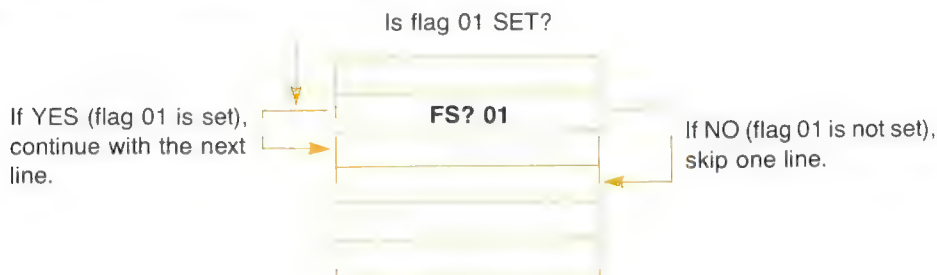 Is flag 01 SET?
FS? 01
If YES (flag 01 is set),
continue with the next
line.
If NO (flag 01 is not set),
skip one line.